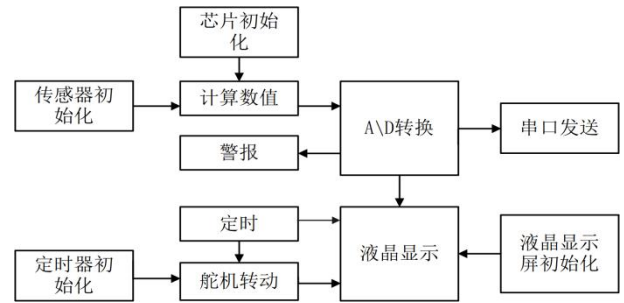 芯片初始
化
传感器初
始化
计算数值
A\D转换
串口发送
警报
定时
液晶显示
液晶显示
屏初始化
定时器初
始化
舵机转动